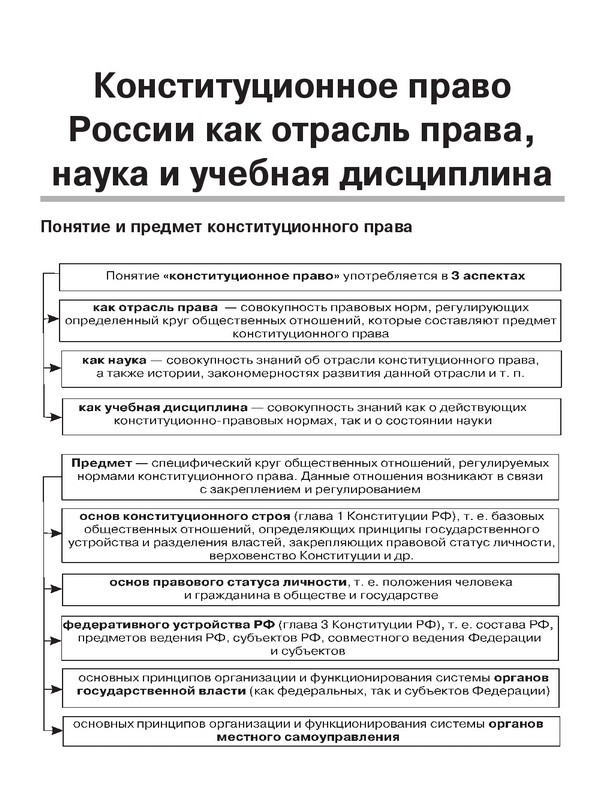 Конституционное право
России как отрасль права,
наука и учебная дисциплина
Понятие и предмет конституционного права
Понятие «конституционное право» употребляется в 3 аспектах
как отрасль права — совокупность правовых норм, регулирующих
определенный круг общественных отношений, которые составляют предмет
конституционного права
как наука — совокупность знаний об отрасли конституционного права,
а также истории, закономерностях развития данной отрасли и т. п.
как учебная дисциплина — совокупность знаний как о действующих
конституционно-правовых нормах, так и о состоянии науки
Предмет — специфический круг общественных отношений, регулируемых
нормами конституционного права. Данные отношения возникают в связи
с закреплением и регулированием
основ конституционного строя (глава 1 Конституции РФ), т. е. базовых
общественных отношений, определяющих принципы государственного
устройства и разделения властей, закрепляющих правовой статус личности,
верховенство Конституции и др.
основ правового статуса личности, т. е. положения человека
и гражданина в обществе и государстве
федеративного устройства РФ (глава 3 Конституции РФ), т. е. состава РФ,
предметов ведения РФ, субъектов РФ, совместного ведения Федерации
и субъектов
основных принципов организации и функционирования системы органов
государственной власти (как федеральных, так и субъектов Федерации)
основных принципов организации и функционирования системы органов
местного самоуправления